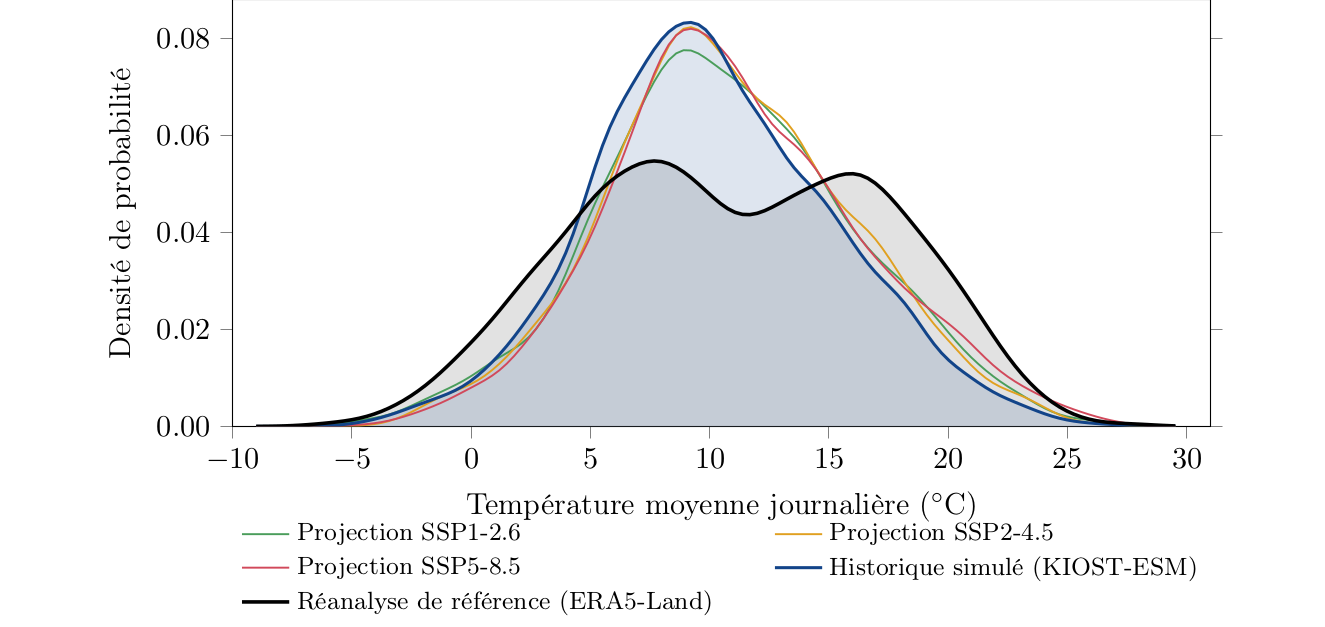 0.08
0.06
0.04
0.02
0.00
Densité de probabilité
−10 −5 0 5 10 15 20 25 30
Température moyenne journalière (°C)
Projection SSP1-2.6 Projection SSP2-4.5
Projection SSP5-8.5 Historique simulé (KIOST-ESM)
Réanalyse de référence (ERA5-Land)